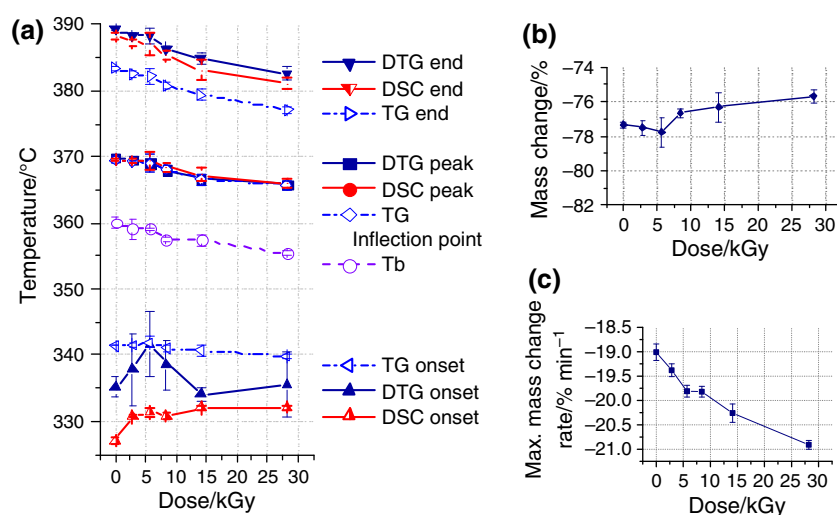 (a)
390
380
370
360
350
340
330
Temperature/°C
0 5 10 15 20 25 30
Dose/kGy
DTG end
DSC end
TG end
DTG peak
DSC peak
TG
Inflection point
Tb
TG onset
DTG onset
DSC onset
(b)
−74
−76
−78
−80
−82
Mass change/%
0 5 10 15 20 25 30
Dose/kGy
(c)
−18.5
−19.0
−19.5
−20.0
−20.5
−21.0
Max. mass change
rate/% min−1
0 5 10 15 20 25 30
Dose/kGy